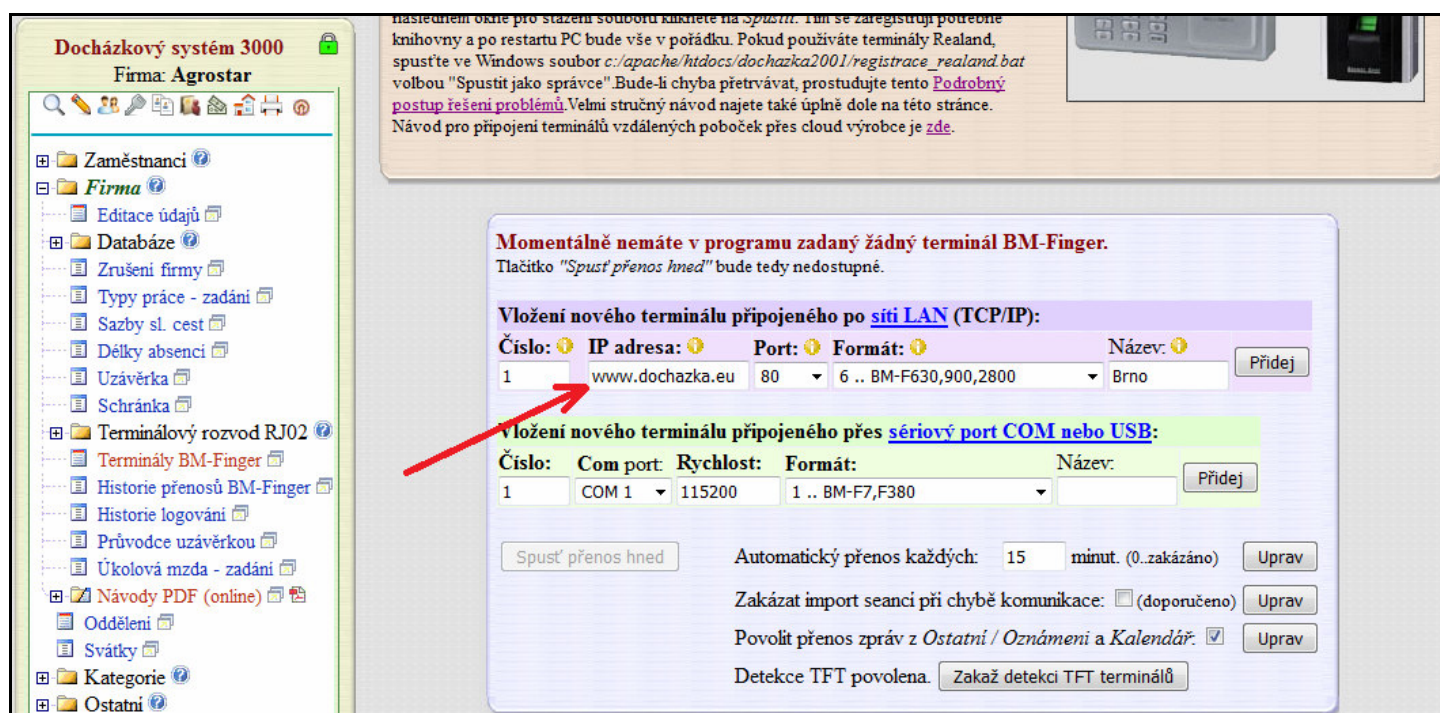 Docházkový systém 3000
Firma: Agrostar
Zaměstnanci
Firma
Editace údajů
Databáze
Zrušení firmy
Typy práce - zadání
Sazby sl. cest
Délky absencí
Uzávěrka
Schránka
Terminálový rozvod RJ02
Terminály BM-Finger
Historie přenosů BM-Finger
Historie logování
Průvodce uzávěrkou
Úkolová mzda - zadání
Návody PDF (online)
Oddělení
Svátky
Kategorie
Ostatní
následném okně pro stažení souboru klikněte na Spustit. Tím se zaregistrují potřebné
knihovny a po restartu PC bude vše v pořádku. Pokud používáte terminály Realand,
spusťte ve Windows soubor c:/apache/htdocs/dochazka2001/registrace_realand.bat
volbou "Spustit jako správce".Bude-li chyba přetrvávat, prostudujte tento Podrobný
postup řešení problémů.Velmi stručný návod najete také úplně dole na této stránce.
Návod pro připojení terminálů vzdálených poboček přes cloud výrobce je zde.
Momentálně nemáte v programu zadaný žádný terminál BM-Finger.
Tlačítko "Spusť přenos hned" bude tedy nedostupné.
Vložení nového terminálu připojeného po síti LAN (TCP/IP):
Číslo: IP adresa: Port: Formát: Název:
1 www.dochazka.eu 80 6 .. BM-F630,900,2800 Brno Přidej
Vložení nového terminálu připojeného přes sériový port COM nebo USB:
Číslo: Com port: Rychlost: Formát: Název:
1 COM 1 115200 1 .. BM-F7,F380 Přidej
Spusť přenos hned Automatický přenos každých: 15 minut. (0..zakázáno) Uprav
Zakázat import seancí při chybě komunikace: (doporučeno) Uprav
Povolit přenos zpráv z Ostatní / Oznámeni a Kalendář: Uprav
Detekce TFT povolena. Zakaž detekci TFT terminálů